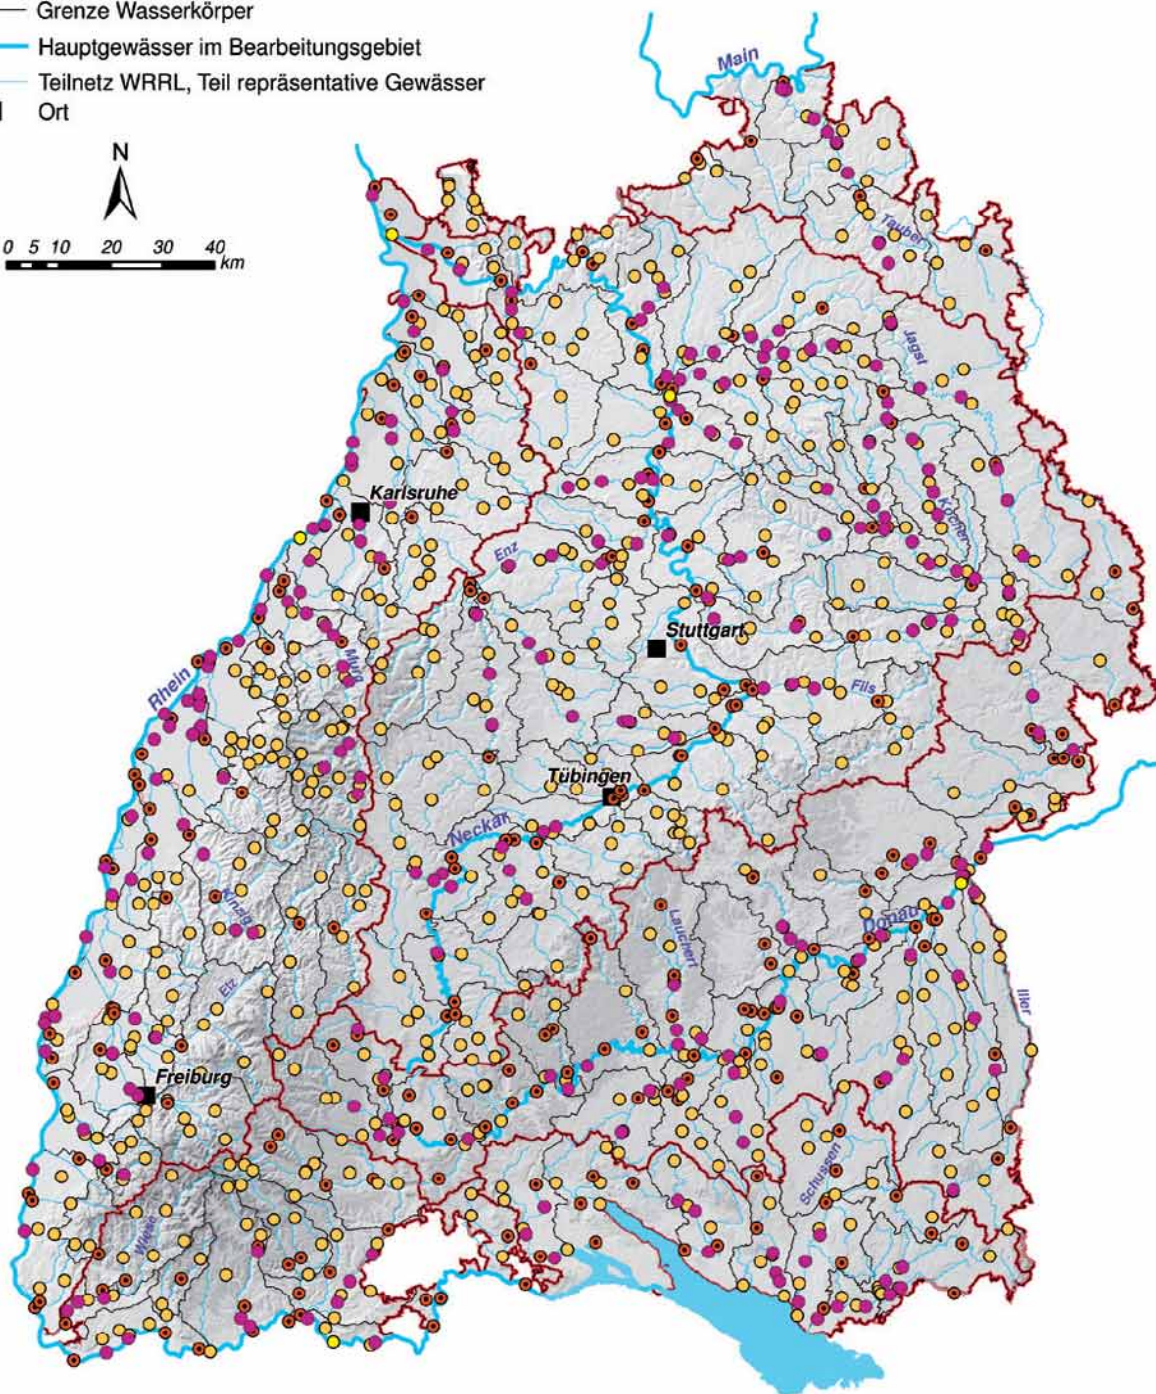 Grenze Wasserkörper
Hauptgewässer im Bearbeitungsgebiet
Teilnetz WRRL, Teil repräsentative Gewässer
Ort
N
0 5 10 20 30 40
km
Main
Tauber
Jagst
Karlsruhe
Kocher
Enz
Stuttgart
Murg
Rhein
Fils
Tübingen
Neckar
Kinzig
Lauchert
Donau
Elz
Iller
Freiburg
Schussen
Wiese